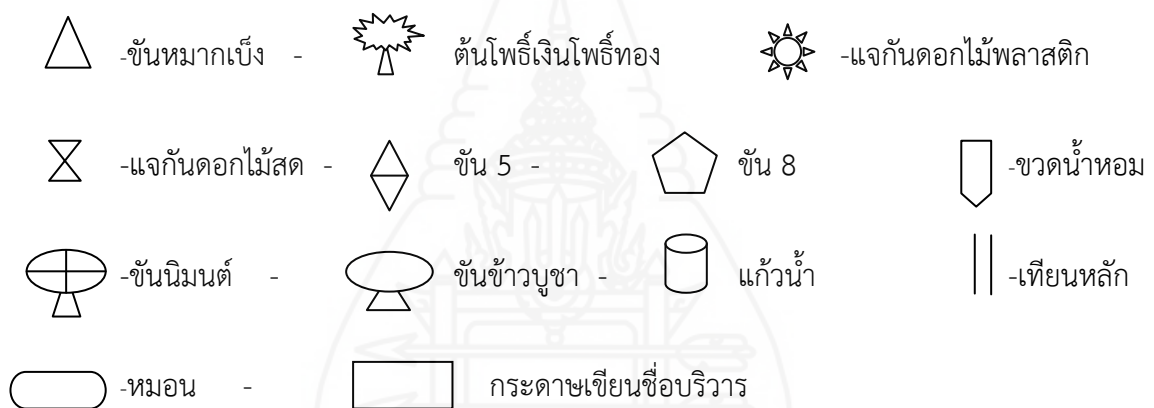 -ขันหมากเบ็ง - ต้นโพธิ์เงินโพธิ์ทอง -แจกันดอกไม้พลาสติก
-แจกันดอกไม้สด - ขัน 5 - ขัน 8 -ขวดน้ำหอม
-ขันนิมนต์ - ขันข้าวบูชา - แก้วน้ำ -เทียนหลัก
-หมอน - กระดาษเขียนชื่อบริวาร